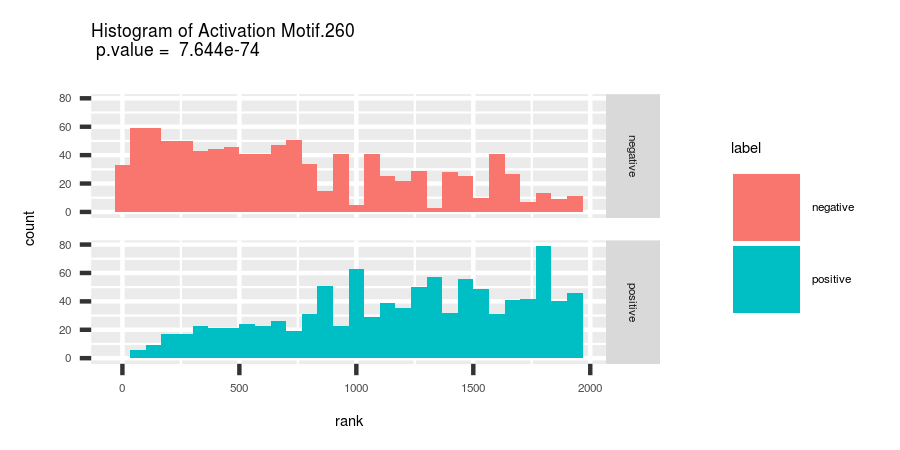 Histogram of Activation Motif.260
p.value = 7.644e-74
80
60
40
20
0
negative
80
60
40
20
0
positive
0
500
1000
1500
2000
rank
count
label
negative
positive